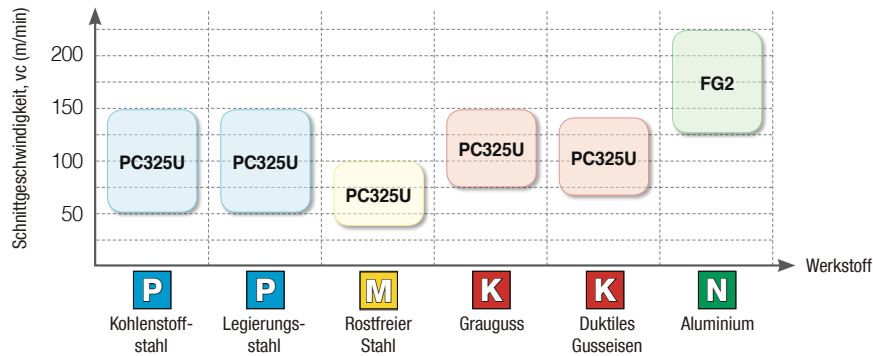 Schnittgeschwindigkeit, vc (m/min)
200
150
100
50
PC325U
PC325U
PC325U
PC325U
PC325U
FG2
Werkstoff
P
P
M
K
K
N
Kohlenstoff-
stahl
Legierungs-
stahl
Rostfreier
Stahl
Grauguss
Duktiles
Gusseisen
Aluminium